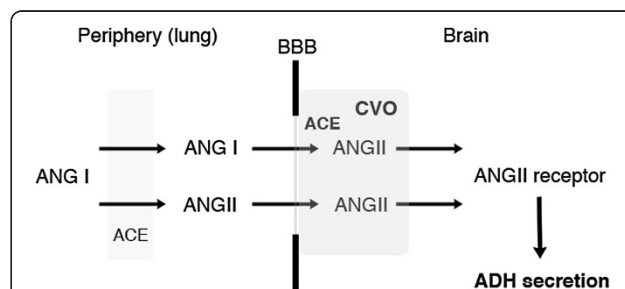 Periphery (lung)
BBB
Brain
CVO
ACE
ANG I
ANG I
ANGII
ANGII
ANGII
ANGII receptor
ACE
ADH secretion